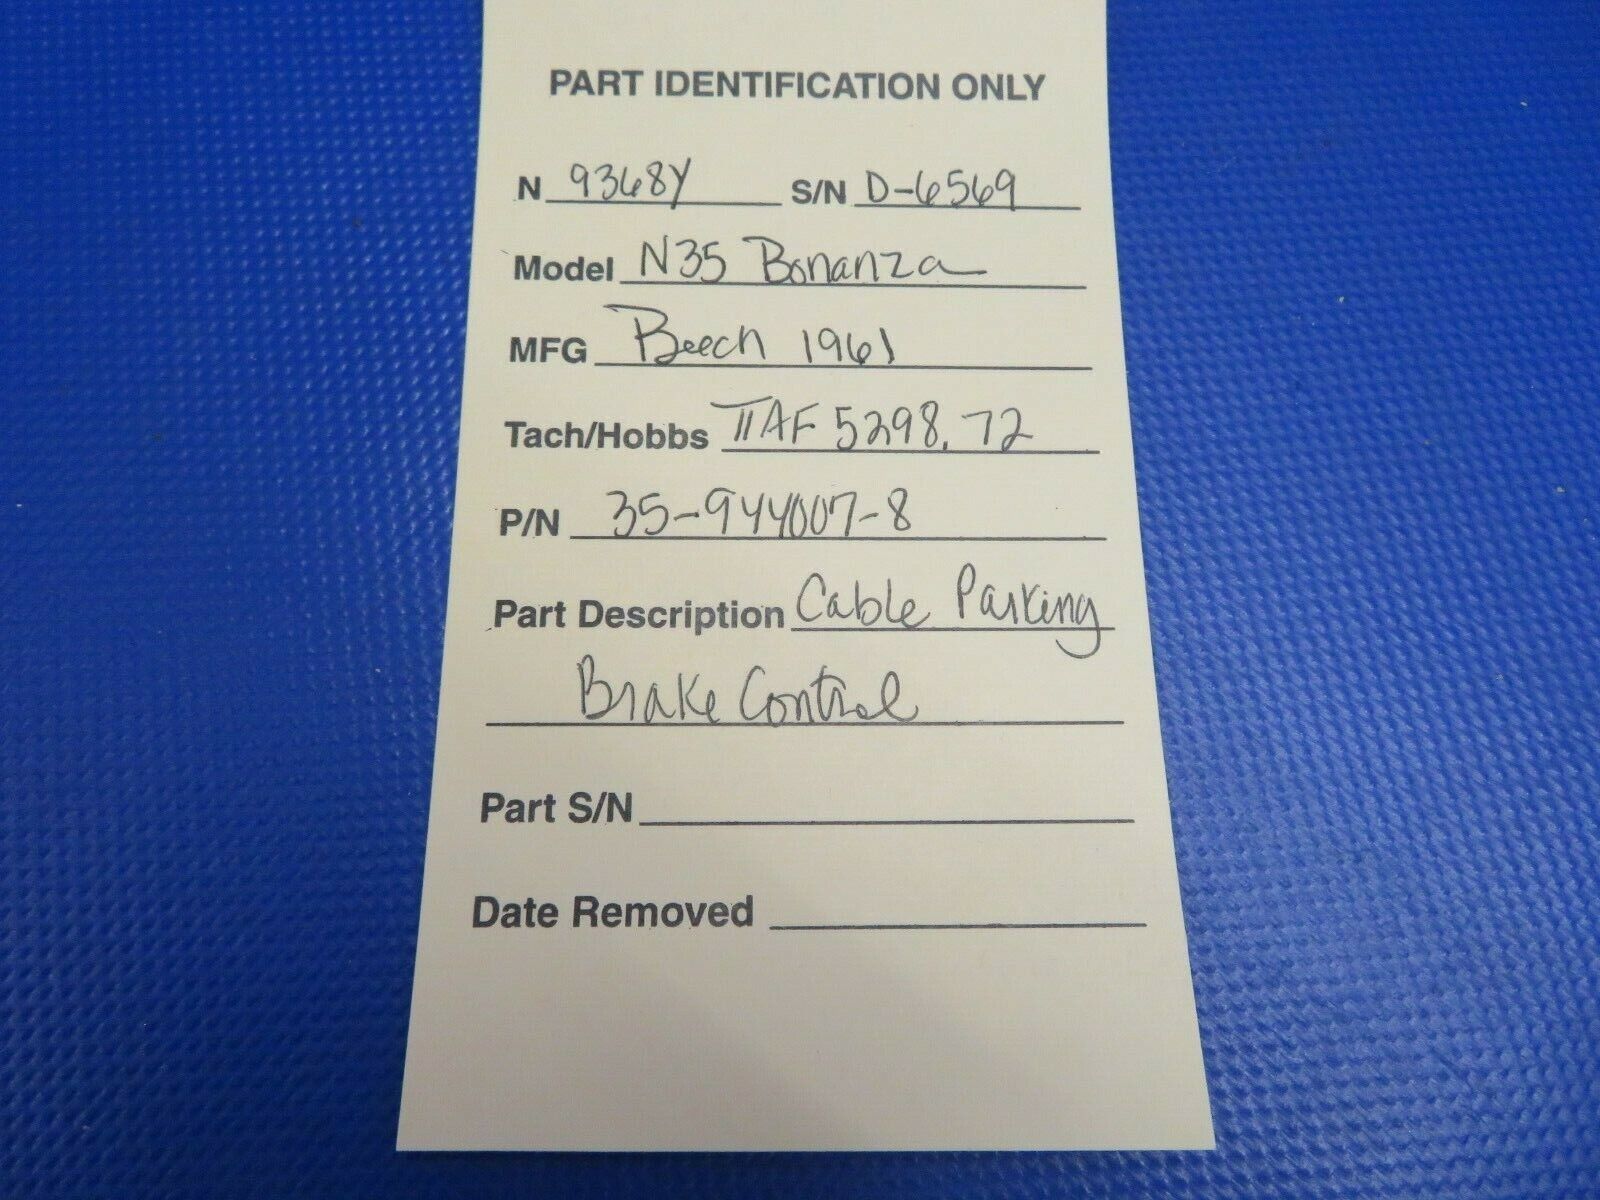 PART IDENTIFICATION ONLY
N 9368Y S/N D-6569
Model N35 Bonanza
MFG Beech 1961
Tach/Hobbs TTAF 5298.72
P/N 35-944007-8
Part Description Cable Parking
Brake Control
Part S/N
Date Removed